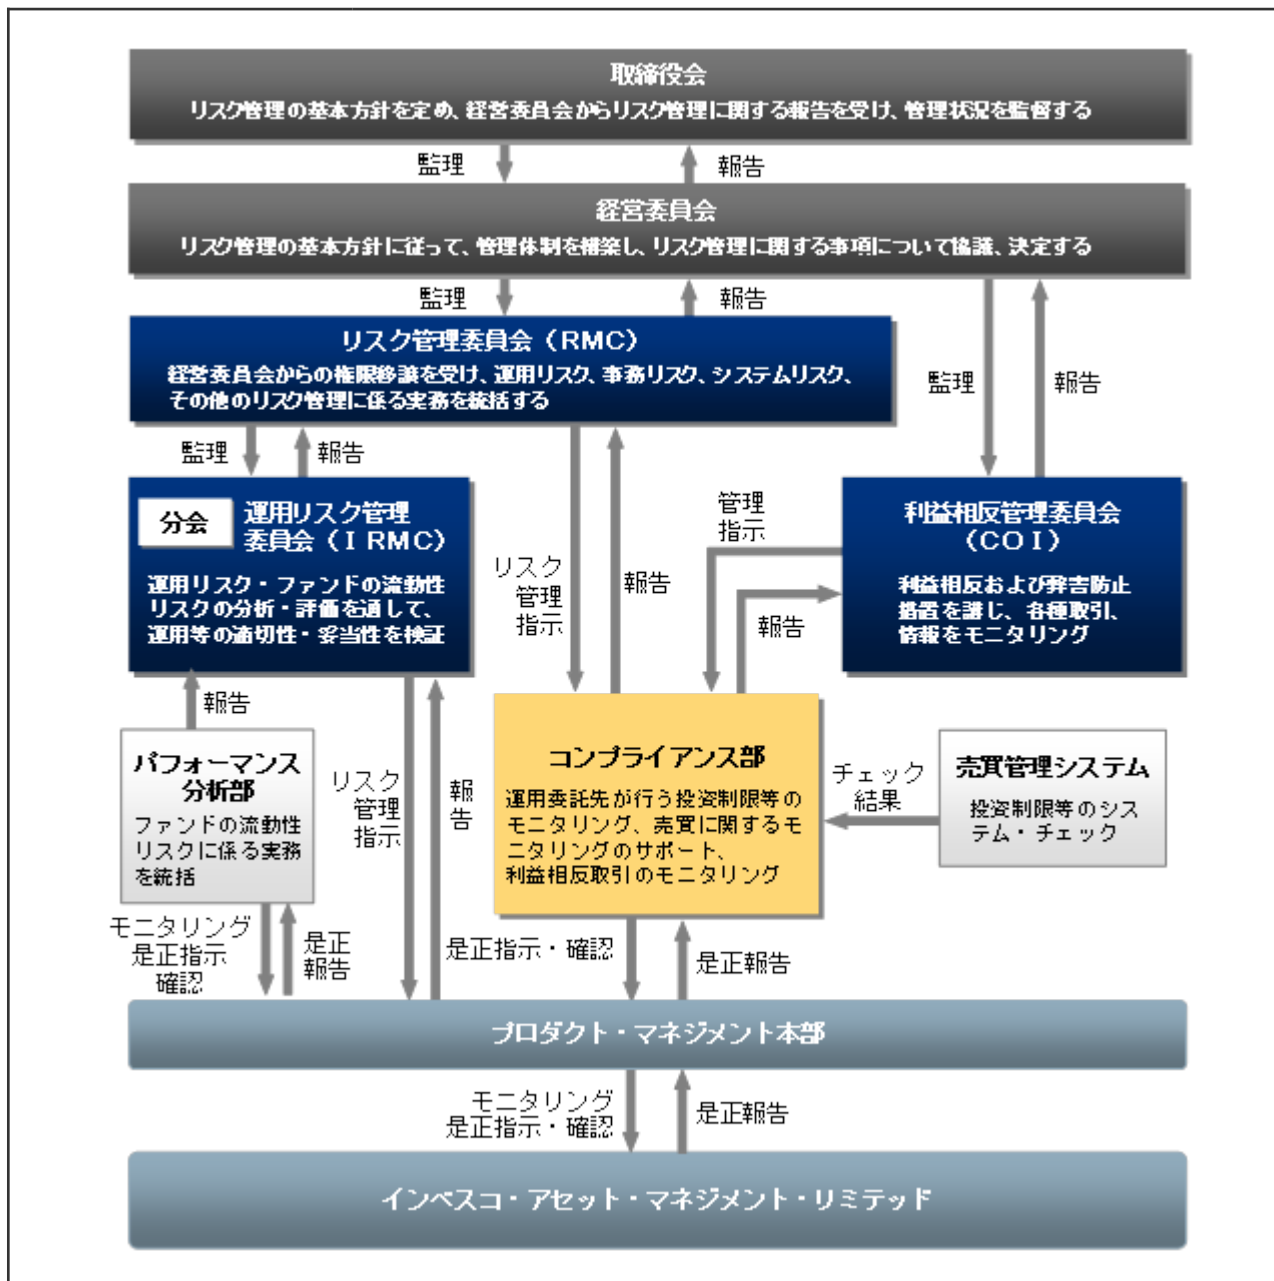 取締役会
リスク管理の基本方針を定め、経営委員会からリスク管理に関する報告を受け、管理状況を監督する
監理
報告
経営委員会
リスク管理の基本方針に従って、管理体制を構築し、リスク管理に関する事項について協議、決定する
監理
報告
リスク管理委員会（RMC）
経営委員会からの権限移譲を受け、運用リスク、事務リスク、システムリスク、
その他のリスク管理に係る実務を統括する
監理
報告
監理
報告
分会
運用リスク管理
委員会（IRMC）
運用リスク・ファンドの流動性
リスクの分析・評価を通して、
運用等の適切性・妥当性を検証
リスク
管理
指示
報告
管理
指示
報告
利益相反管理委員会
（COI）
利益相反および弊害防止
措置を講じ、各種取引、
情報をモニタリング
報告
パフォーマンス
分析部
ファンドの流動性
リスクに係る実務
を統括
リスク
管理
指示
報
告
コンプライアンス部
運用委託先が行う投資制限等の
モニタリング、売買に関するモ
ニタリングのサポート、
利益相反取引のモニタリング
チェック
結果
売買管理システム
投資制限等のシス
テム・チェック
モニタリング
是正指示
確認
是正
報告
是正指示・確認
是正報告
プロダクト・マネジメント本部
モニタリング
是正指示・確認
是正報告
インベスコ・アセット・マネジメント・リミテッド